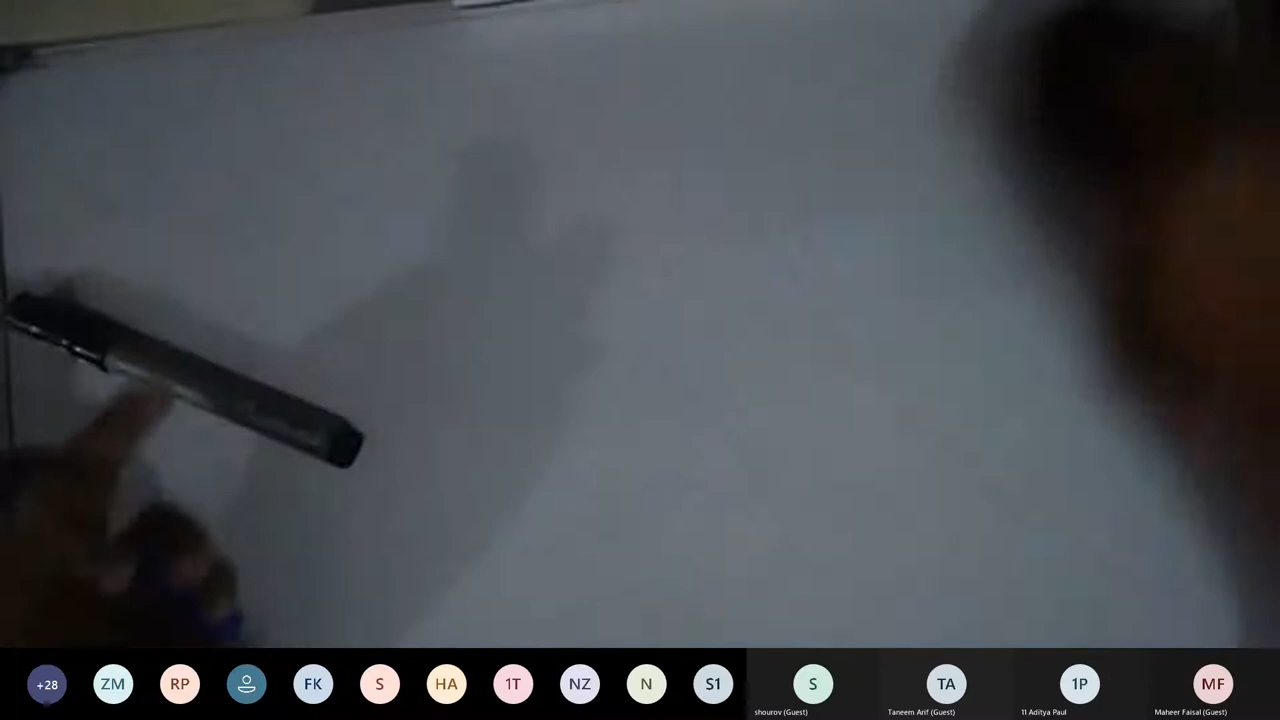 +28 ZM RP FK S HA 1T NZ N S1 S TA 1P MF
shourov (Guest) Taneem Arif (Guest) 11 Aditya Paul Maheer Faisal (Guest)